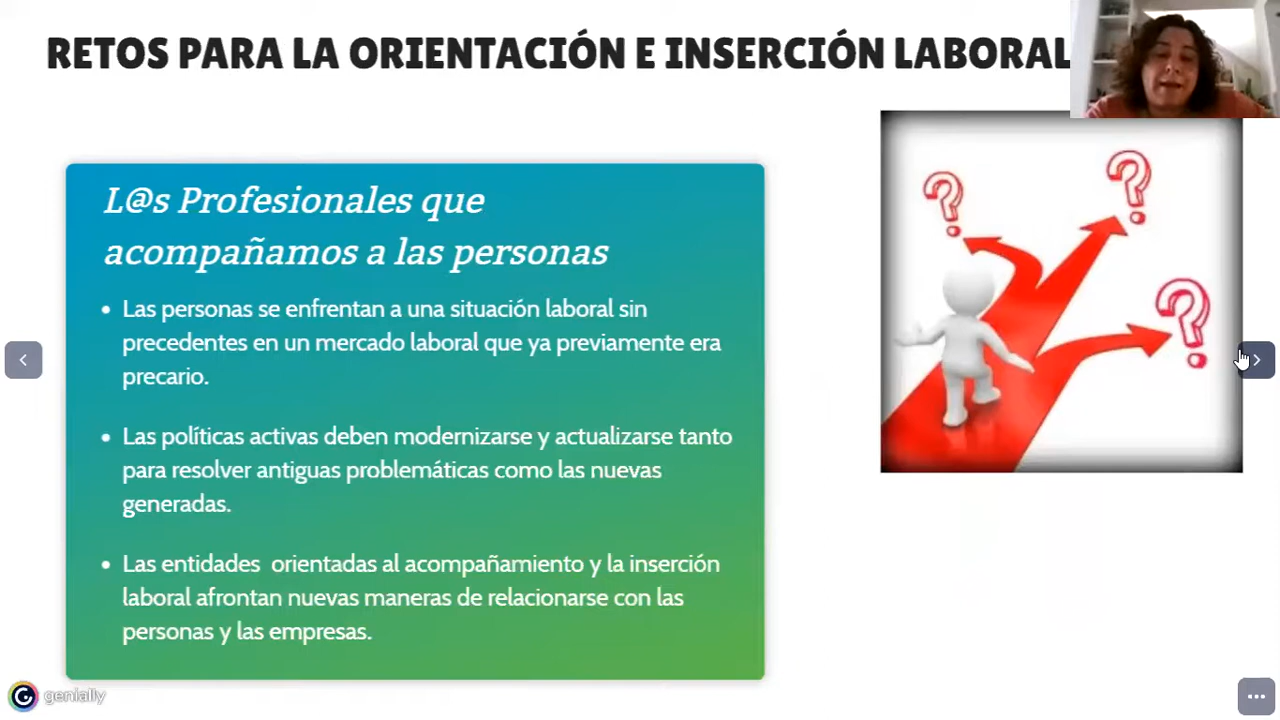 RETOS PARA LA ORIENTACIÓN E INSERCIÓN LABORAL
L@s Profesionales que
acompañamos a las personas
• Las personas se enfrentan a una situación laboral sin
precedentes en un mercado laboral que ya previamente era
precario.
• Las políticas activas deben modernizarse y actualizarse tanto
para resolver antiguas problemáticas como las nuevas
generadas.
• Las entidades orientadas al acompañamiento y la inserción
laboral afrontan nuevas maneras de relacionarse con las
personas y las empresas.
? ? ?
genially